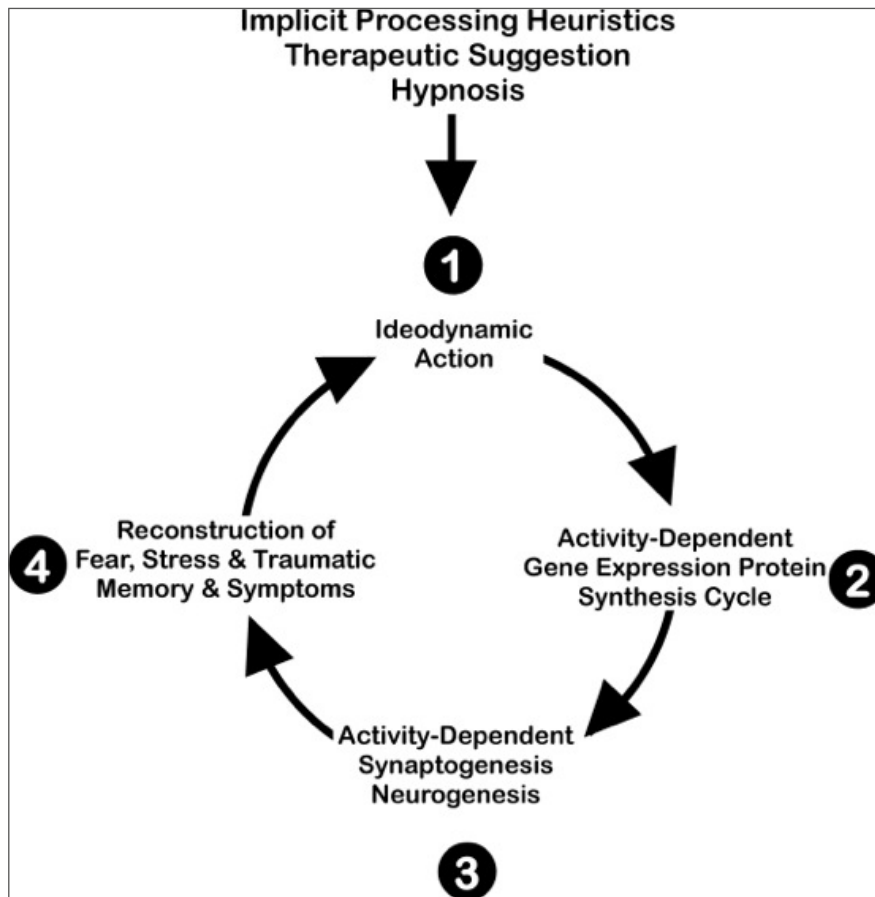 Implicit Processing Heuristics
Therapeutic Suggestion
Hypnosis
1
Ideodynamic
Action
Activity-Dependent
Gene Expression Protein
Synthesis Cycle
2
Activity-Dependent
Synaptogenesis
Neurogenesis
3
Reconstruction of
Fear, Stress & Traumatic
Memory & Symptoms
4